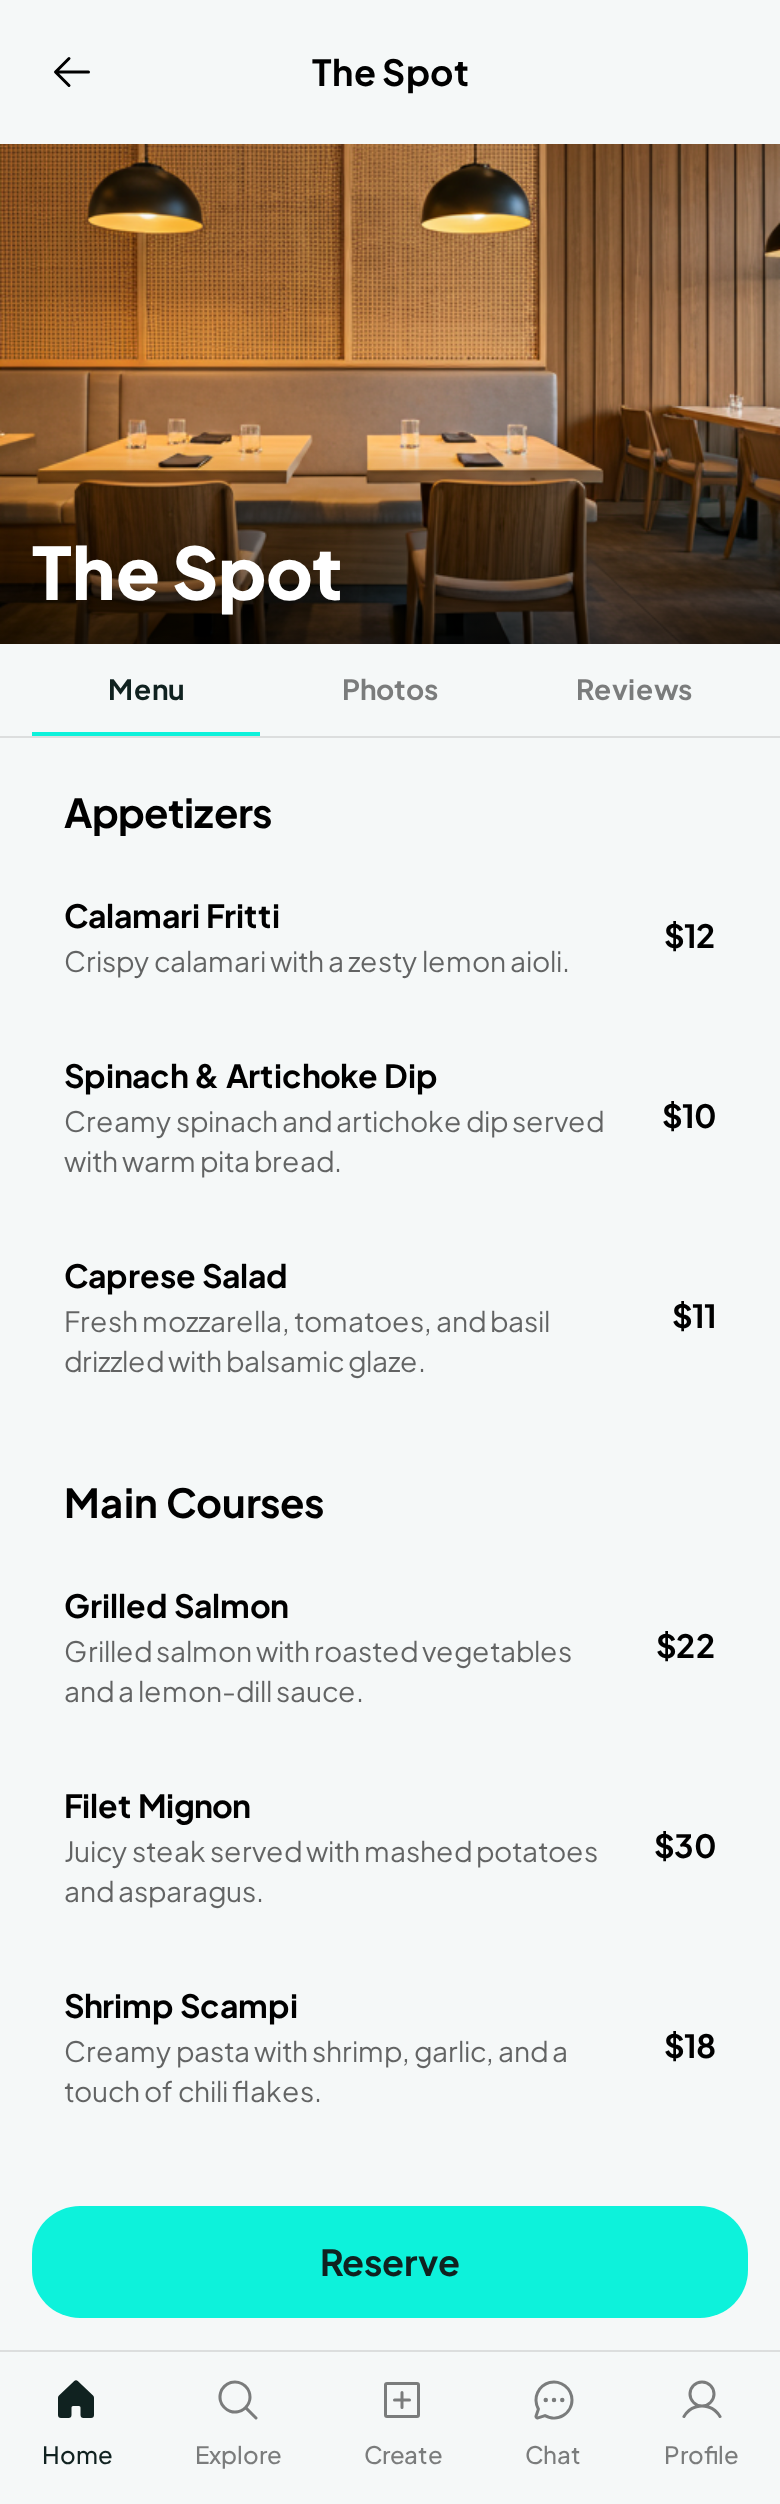 The Spot
The Spot
Menu Photos Reviews
Appetizers
Calamari Fritti
$12
Crispy calamari with a zesty lemon aioli.
Spinach & Artichoke Dip
Creamy spinach and artichoke dip served
$10
with warm pita bread.
Caprese Salad
Fresh mozzarella, tomatoes, and basil
$11
drizzled with balsamic glaze.
Main Courses
Grilled Salmon
Grilled salmon with roasted vegetables
$22
and a lemon-dill sauce.
Filet Mignon
Juicy steak served with mashed potatoes
$30
and asparagus.
Shrimp Scampi
Creamy pasta with shrimp, garlic, and a
$18
touch of chili flakes.
Reserve
Home Explore Create Chat Profile